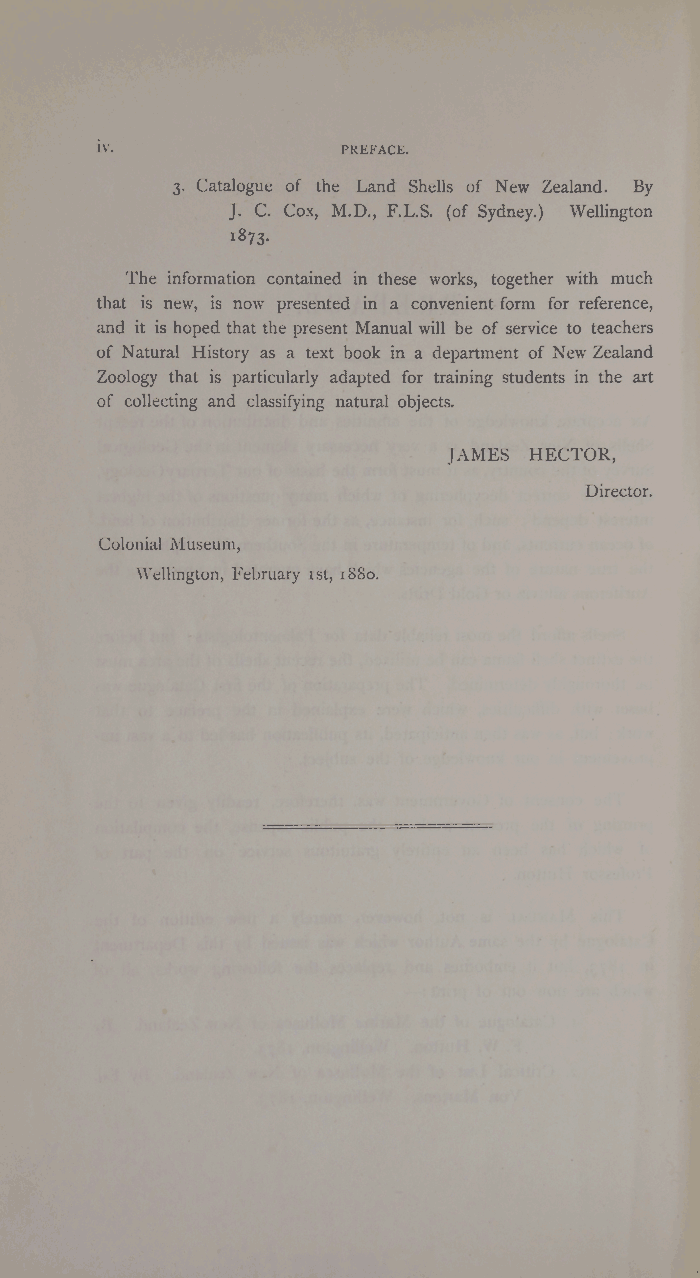 iv. PREFACE.
3. Catalogue of the Land Shells of New Zealand. By
J. C. Cox, M.D., F.L.S. (of Sydney.) Wellington
1873.
The information contained in these works, together with much
that is new, is now presented in a convenient form for reference,
and it is hoped that the present Manual will be of service to teachers
of Natural History as a text book in a department of New Zealand
Zoology that is particularly adapted for training students in the art
of collecting and classifying natural objects.
JAMES HECTOR,
Director.
Colonial Museum,
Wellington, February 1st, 1880.